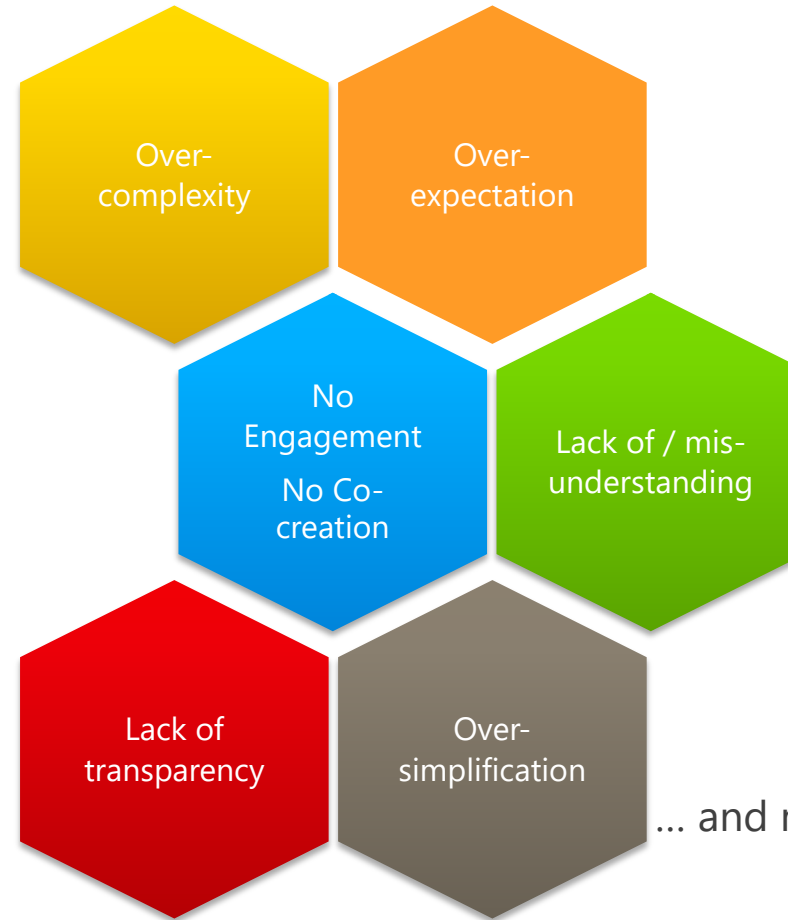 Over-
complexity
Over-
expectation
No
Engagement
No Co-
creation
Lack of / mis-
understanding
Lack of
transparency
Over-
simplification
... and